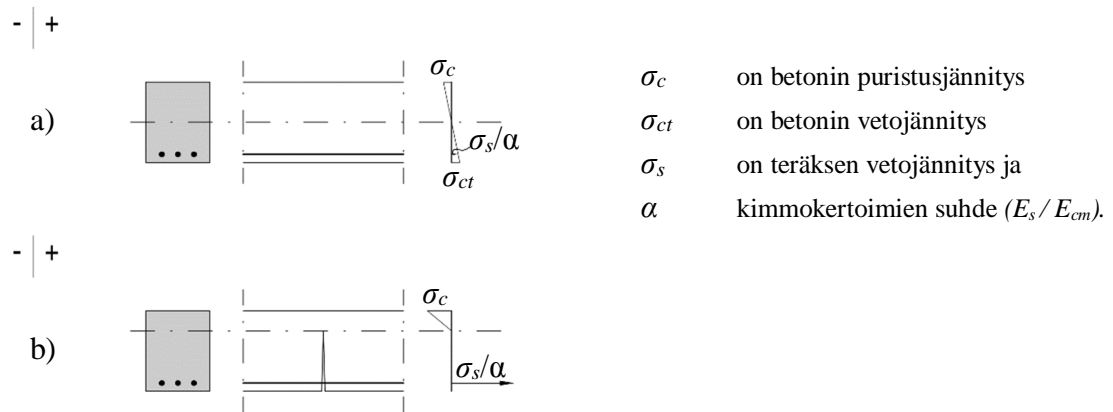 - +
a)
σc
σs/α
σct
σc on betonin puristusjännitys
σct on betonin vetojännitys
σs on teräksen vetojännitys ja
α kimmokertoimien suhde (Es / Ecm).
- +
b)
σc
σs/α